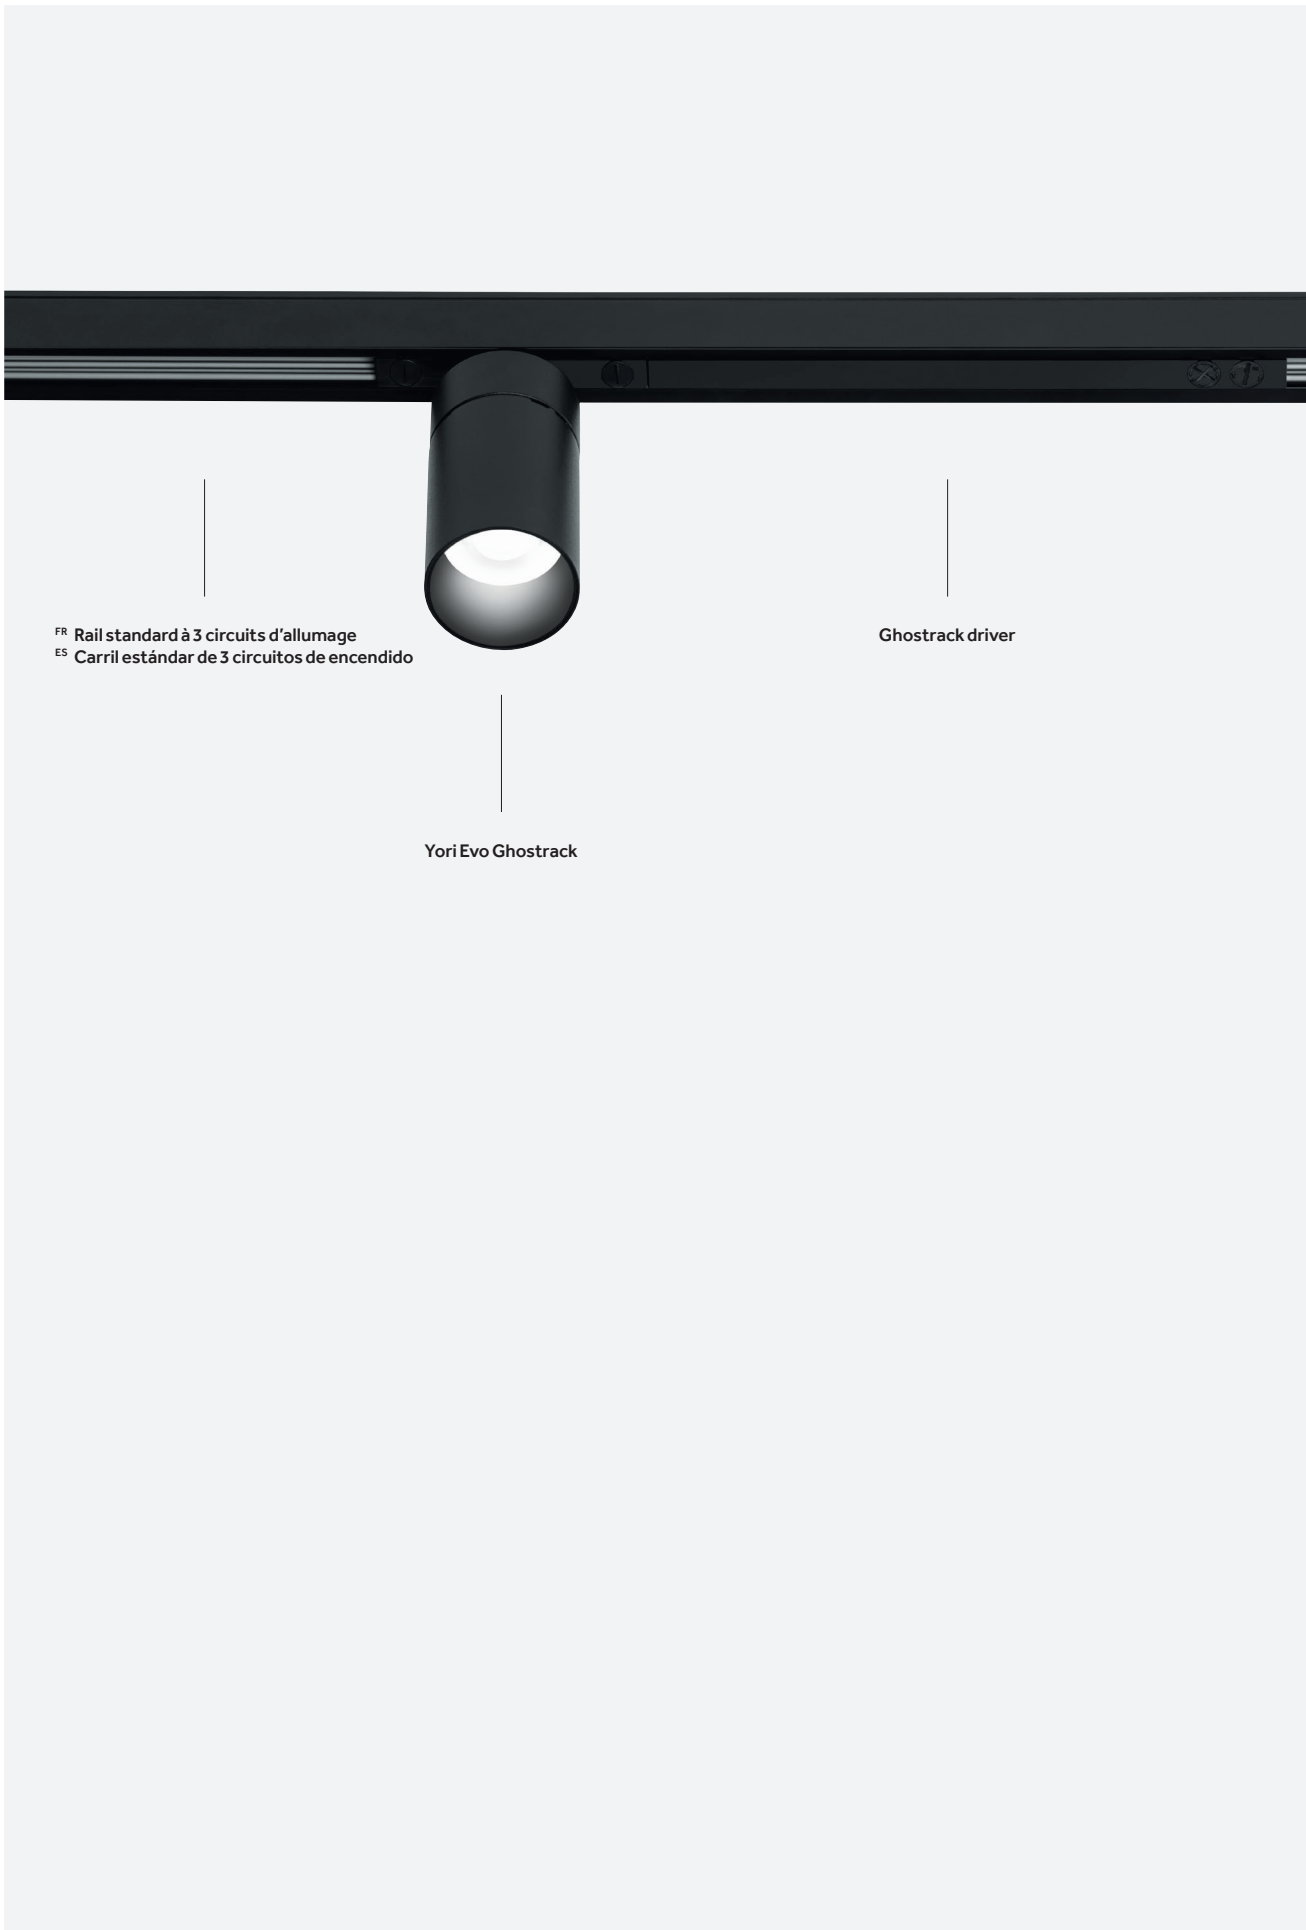 FR Rail standard à 3 circuits d’allumage
ES Carril estándar de 3 circuitos de encendido
Ghostrack driver
Yori Evo Ghostrack